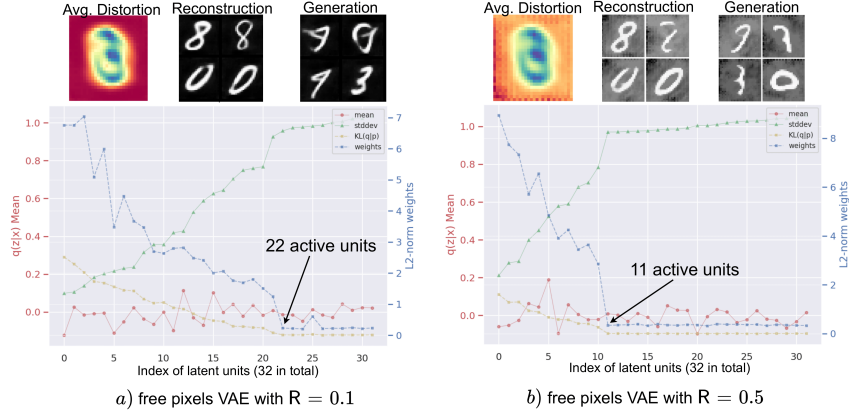 Avg. Distortion Reconstruction Generation
mean
stddev
KL(q|p)
weights
1.0
0.8
0.6
0.4
0.2
0.0
q(z|x) Mean
7
6
5
4
3
2
1
0
L2-norm weights
22 active units
0 5 10 15 20 25 30
Index of latent units (32 in total)
a) free pixels VAE with R = 0.1
Avg. Distortion Reconstruction Generation
mean
stddev
KL(q|p)
weights
1.0
0.8
0.6
0.4
0.2
0.0
q(z|x) Mean
8
6
4
2
0
L2-norm weights
11 active units
0 5 10 15 20 25 30
Index of latent units (32 in total)
b) free pixels VAE with R = 0.5